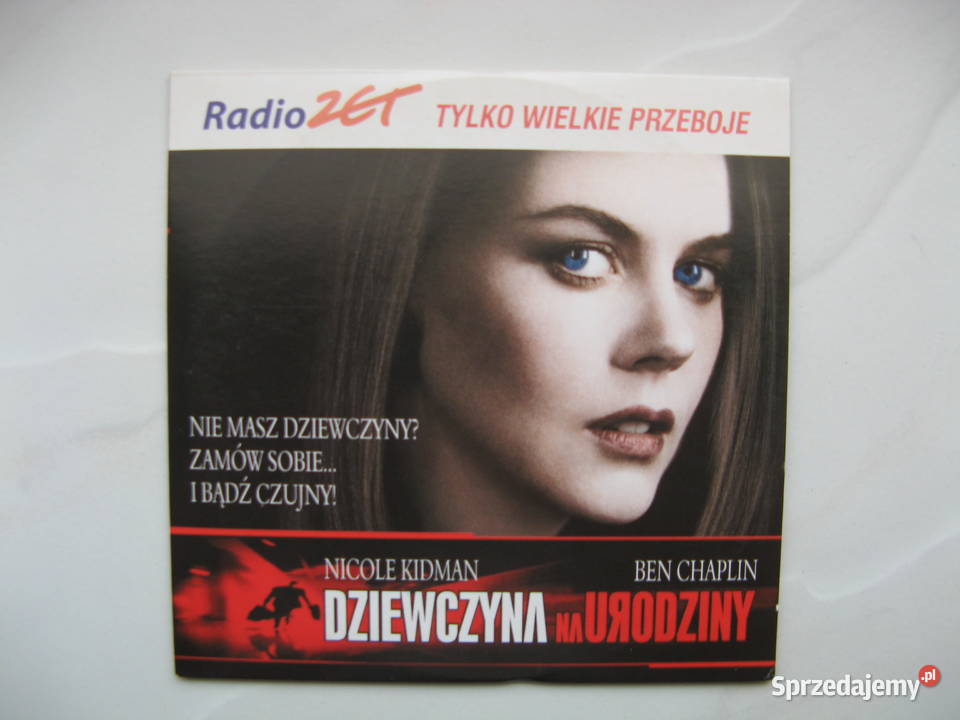 Radio ZET TYLKO WIELKIE PRZEBOJE
NIE MASZ DZIEWCZYNY?
ZAMÓW SOBIE...
I BĄDŹ CZUJNY!
NICOLE KIDMAN BEN CHAPLIN
DZIEWCZYNA NA URODZINY
Sprzedajemy.pl